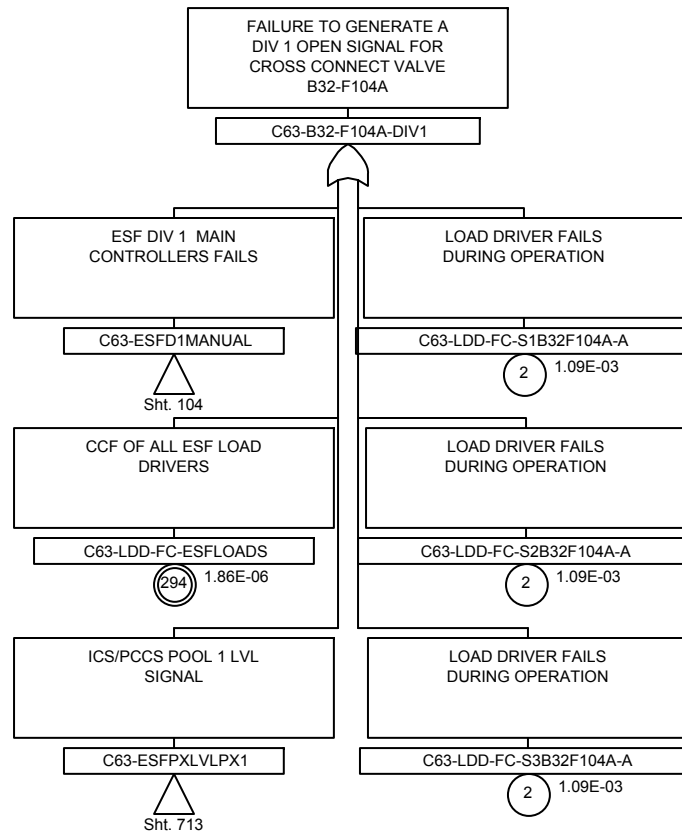 FAILURE TO GENERATE A
DIV 1 OPEN SIGNAL FOR
CROSS CONNECT VALVE
B32-F104A
C63-B32-F104A-DIV1
ESF DIV 1 MAIN
CONTROLLERS FAILS
C63-ESFD1MANUAL
Sht. 104
LOAD DRIVER FAILS
DURING OPERATION
C63-LDD-FC-S1B32F104A-A
2 1.09E-03
CCF OF ALL ESF LOAD
DRIVERS
C63-LDD-FC-ESFLOADS
294 1.86E-06
LOAD DRIVER FAILS
DURING OPERATION
C63-LDD-FC-S2B32F104A-A
2 1.09E-03
ICS/PCCS POOL 1 LVL
SIGNAL
C63-ESFPXLVLPX1
Sht. 713
LOAD DRIVER FAILS
DURING OPERATION
C63-LDD-FC-S3B32F104A-A
2 1.09E-03